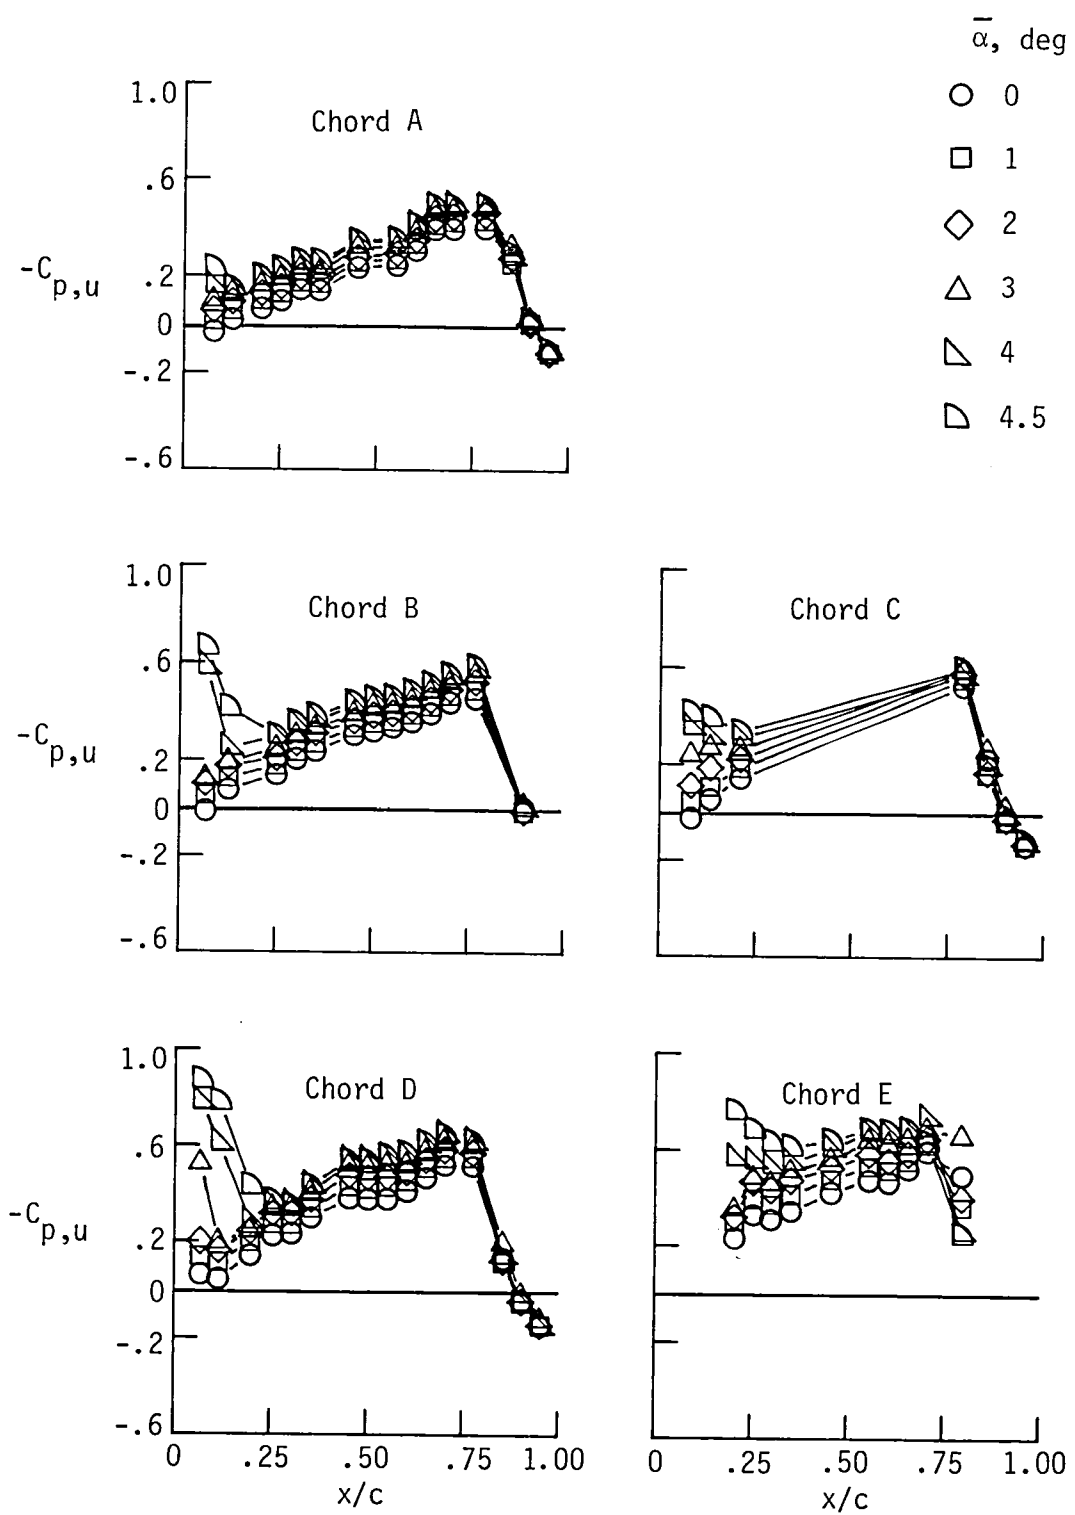 ᾱ, deg
0
1
2
3
4
4.5
Chord A
1.0
.6
.2
0
-.2
-.6
-Cp,u
Chord B
1.0
.6
.2
0
-.2
-.6
-Cp,u
Chord C
Chord D
1.0
.6
.2
0
-.2
-.6
-Cp,u
0 .25 .50 .75 1.00
x/c
Chord E
0 .25 .50 .75 1.00
x/c